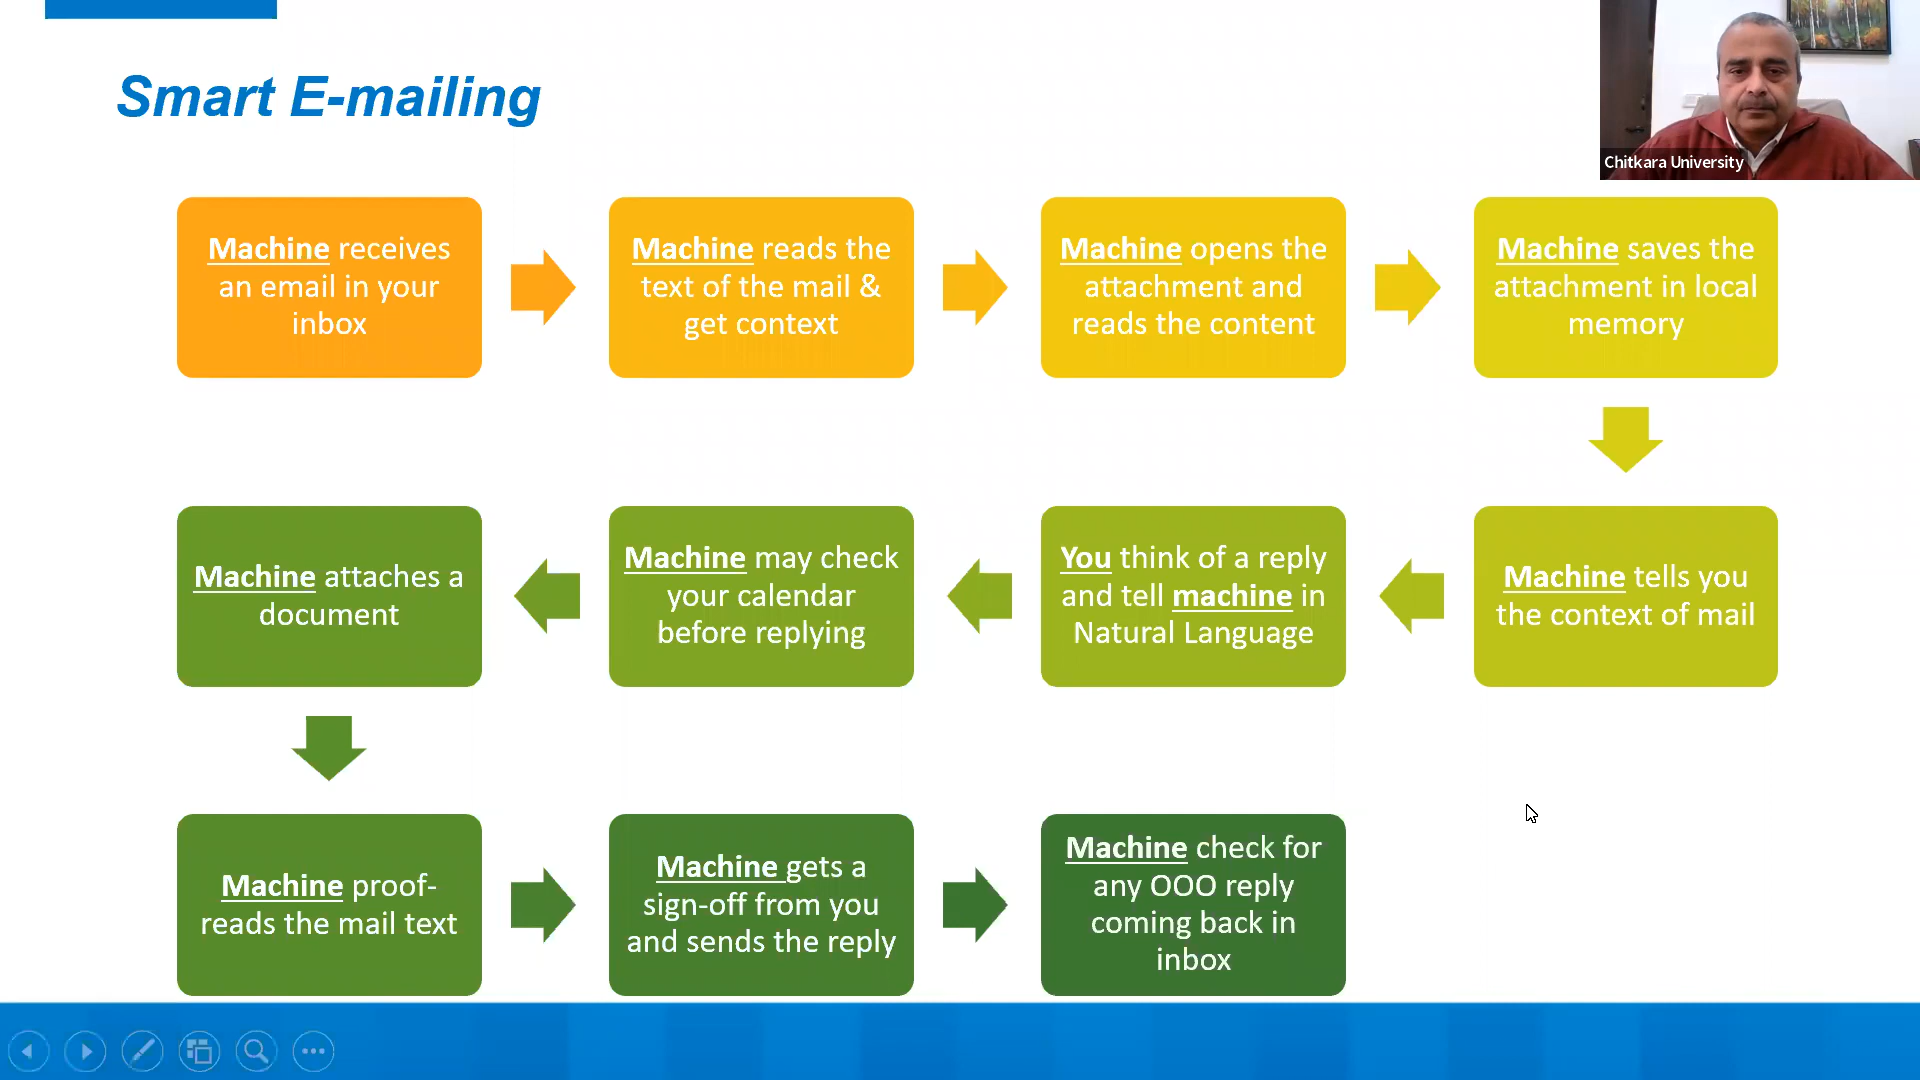 Smart E-mailing
Chitkara University
Machine receives
an email in your
inbox
Machine reads the
text of the mail &
get context
Machine opens the
attachment and
reads the content
Machine saves the
attachment in local
memory
Machine tells you
the context of mail
You think of a reply
and tell machine in
Natural Language
Machine may check
your calendar
before replying
Machine attaches a
document
Machine proof-
reads the mail text
Machine gets a
sign-off from you
and sends the reply
Machine check for
any OOO reply
coming back in
inbox